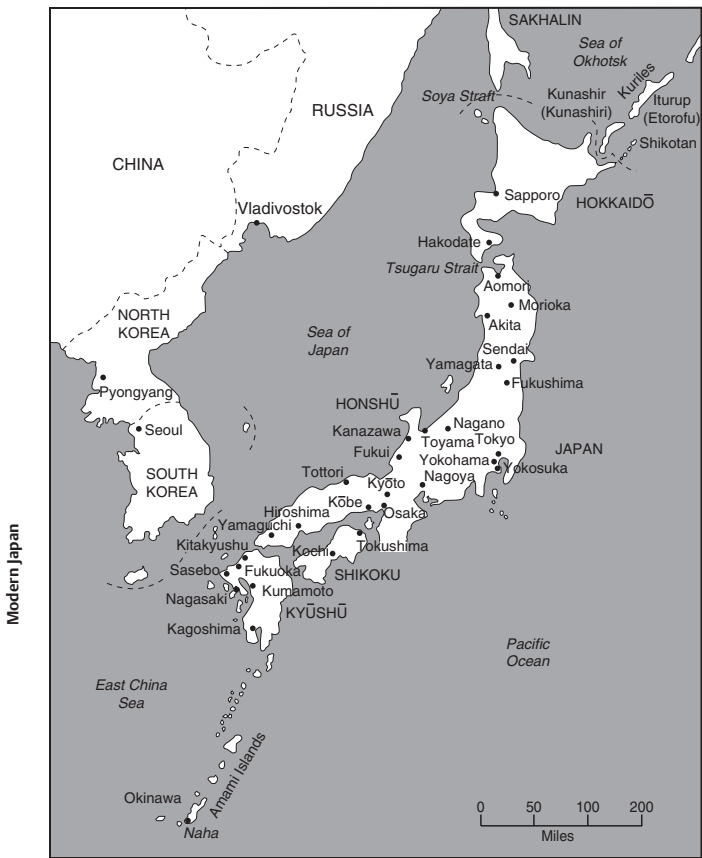 SAKHALIN
Sea of
Okhotsk
Kuriles
Soya Straft
Kunashir
(Kunashiri)
Iturup
(Etorofu)
Shikotan
RUSSIA
CHINA
Sapporo
HOKKAIDŌ
Vladivostok
Hakodate
Tsugaru Strait
Aomori
Morioka
Akita
NORTH
KOREA
Sea of
Japan
Sendai
Yamagata
Fukushima
Pyongyang
HONSHŪ
Seoul
Kanazawa
Nagano
Toyama
Tokyo
JAPAN
Fukui
Yokohama
Yokosuka
SOUTH
KOREA
Tottori
Kyōto
Nagoya
Kōbe
Osaka
Hiroshima
Yamaguchi
Kitakyushu
Kochi
Tokushima
Sasebo
Fukuoka
SHIKOKU
Nagasaki
Kumamoto
KYŪSHŪ
Kagoshima
Pacific
Ocean
East China
Sea
Amami Islands
Okinawa
Naha
0 50 100 200
Miles
Modern Japan